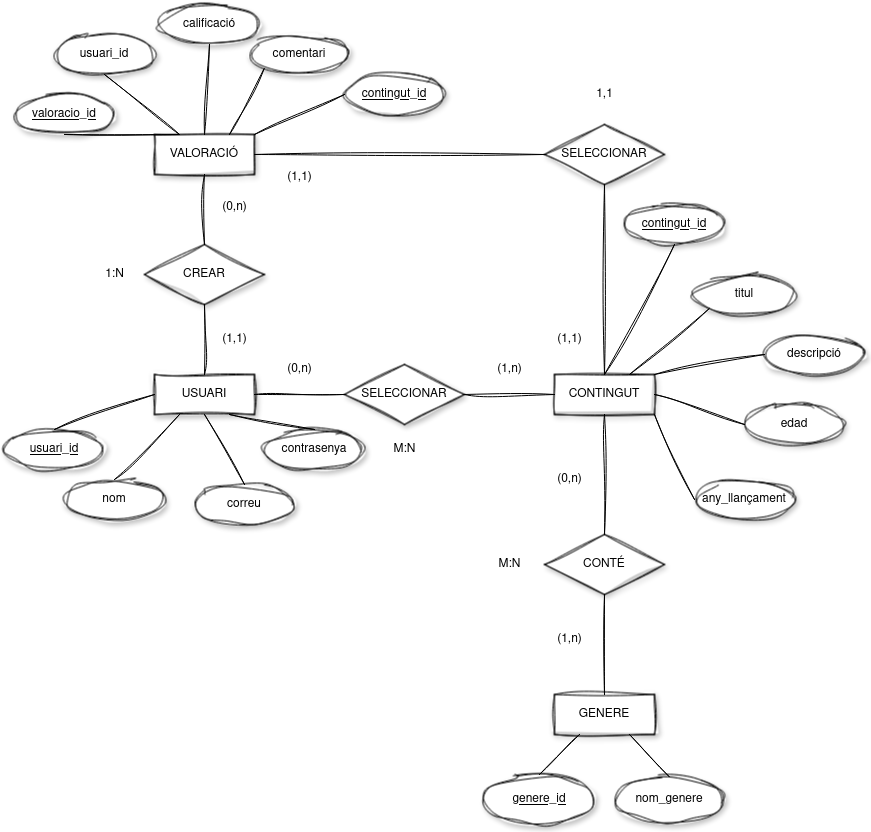 calificació
usuari_id
comentari
contingut_id
valoracio_id
1,1
VALORACIÓ
SELECCIONAR
(1,1)
(0,n)
contingut_id
CREAR
1:N
titul
(1,1)
(1,1)
descripció
(0,n)
(1,n)
USUARI
SELECCIONAR
CONTINGUT
edad
usuari_id
contrasenya
M:N
(0,n)
nom
correu
any_llançament
M:N
CONTÉ
(1,n)
GENERE
genere_id
nom_genere